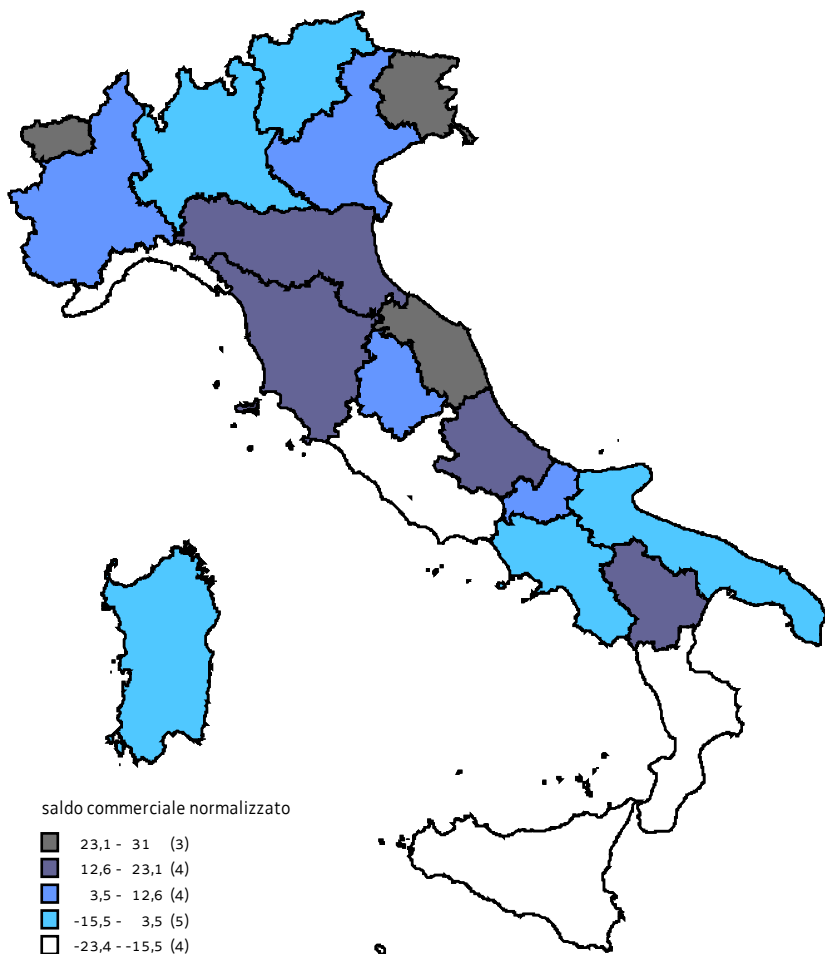 saldo commerciale normalizzato
23,1 - 31 (3)
12,6 - 23,1 (4)
3,5 - 12,6 (4)
-15,5 - 3,5 (5)
-23,4 - -15,5 (4)